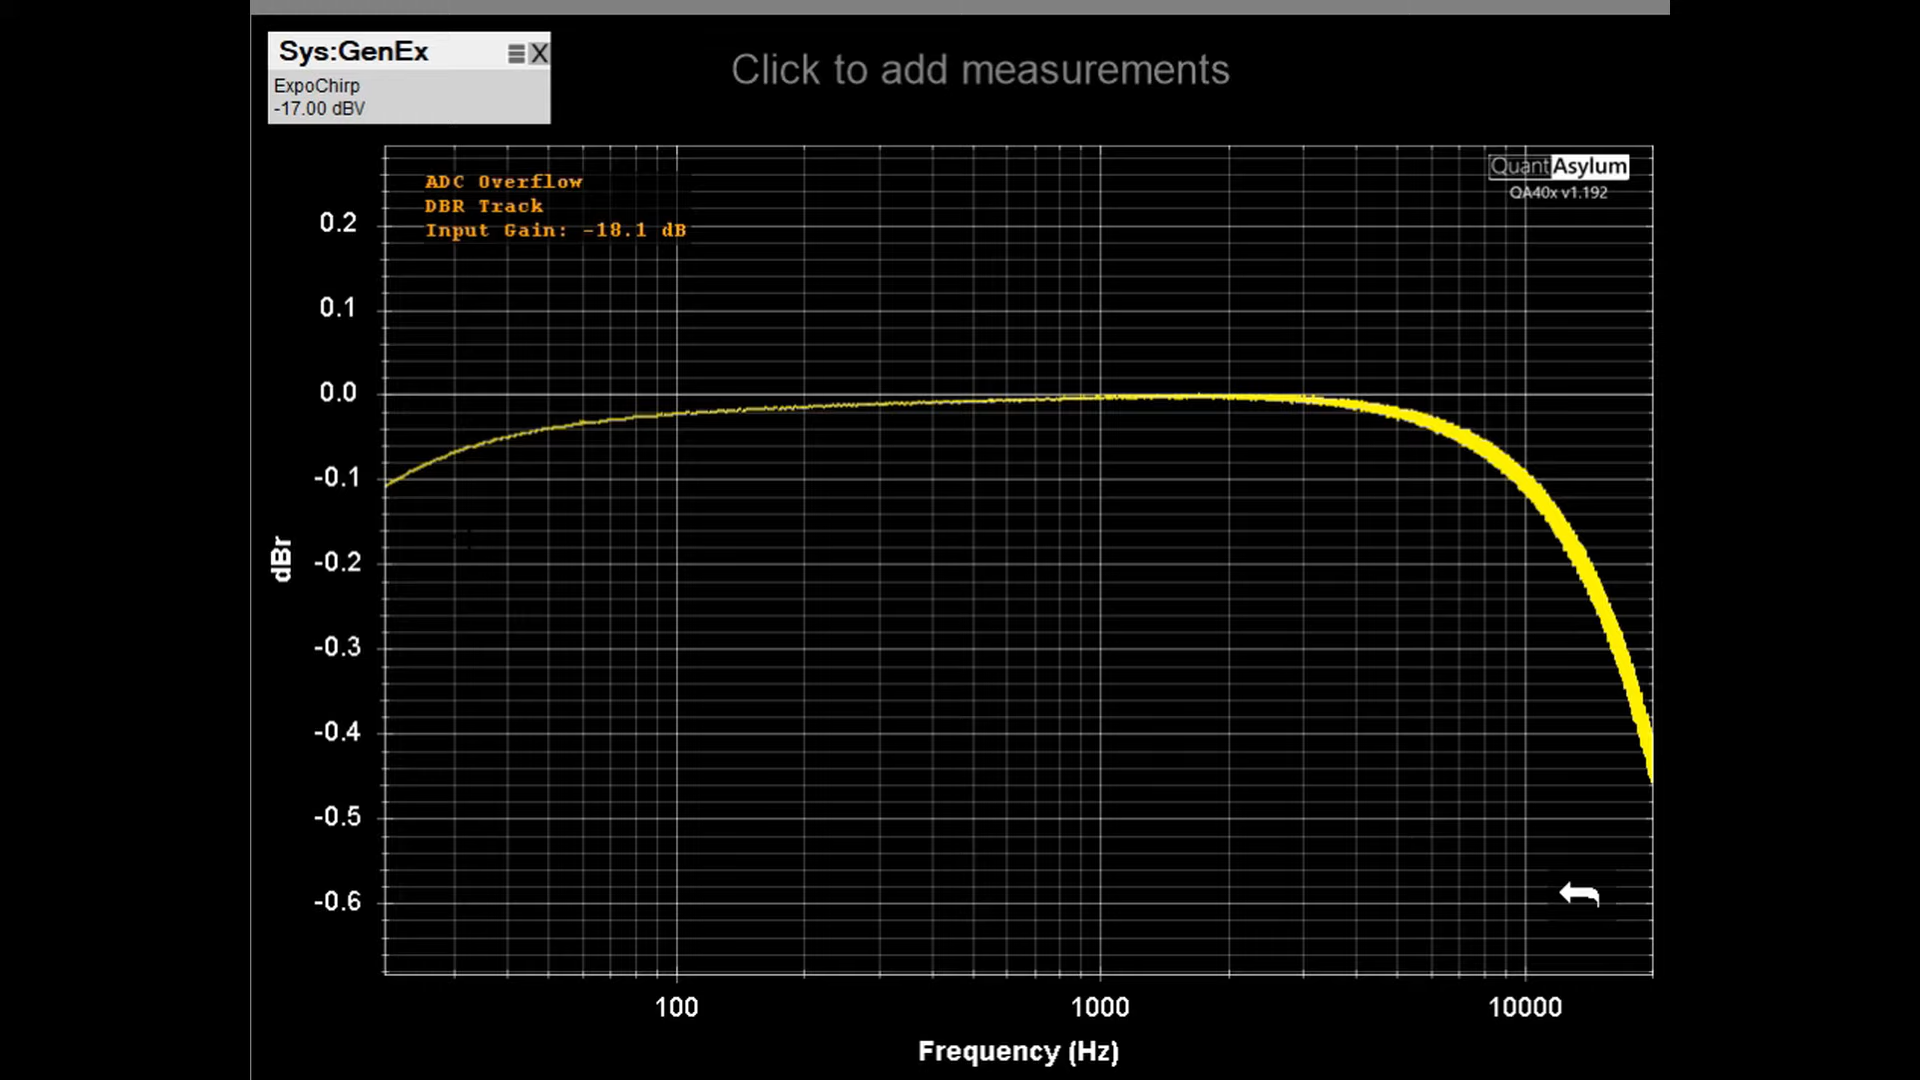 Sys:GenEx
X
ExpoChirp
-17.00 dBV
Click to add measurements
ADC Overflow
DBR Track
Input Gain: -18.1 dB
QuantAsylum
QA40x v1.192
0.2
0.1
0.0
-0.1
-0.2
-0.3
-0.4
-0.5
-0.6
dBr
100
1000
10000
Frequency (Hz)